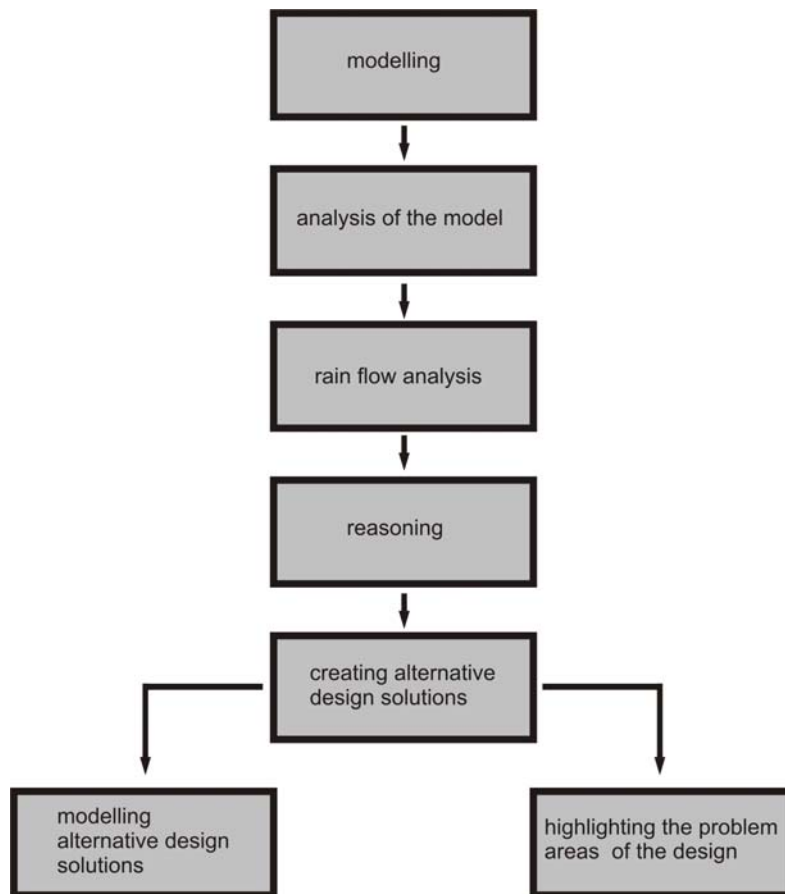 modelling
analysis of the model
rain flow analysis
reasoning
creating alternative
design solutions
modelling
alternative design
solutions
highlighting the problem
areas of the design